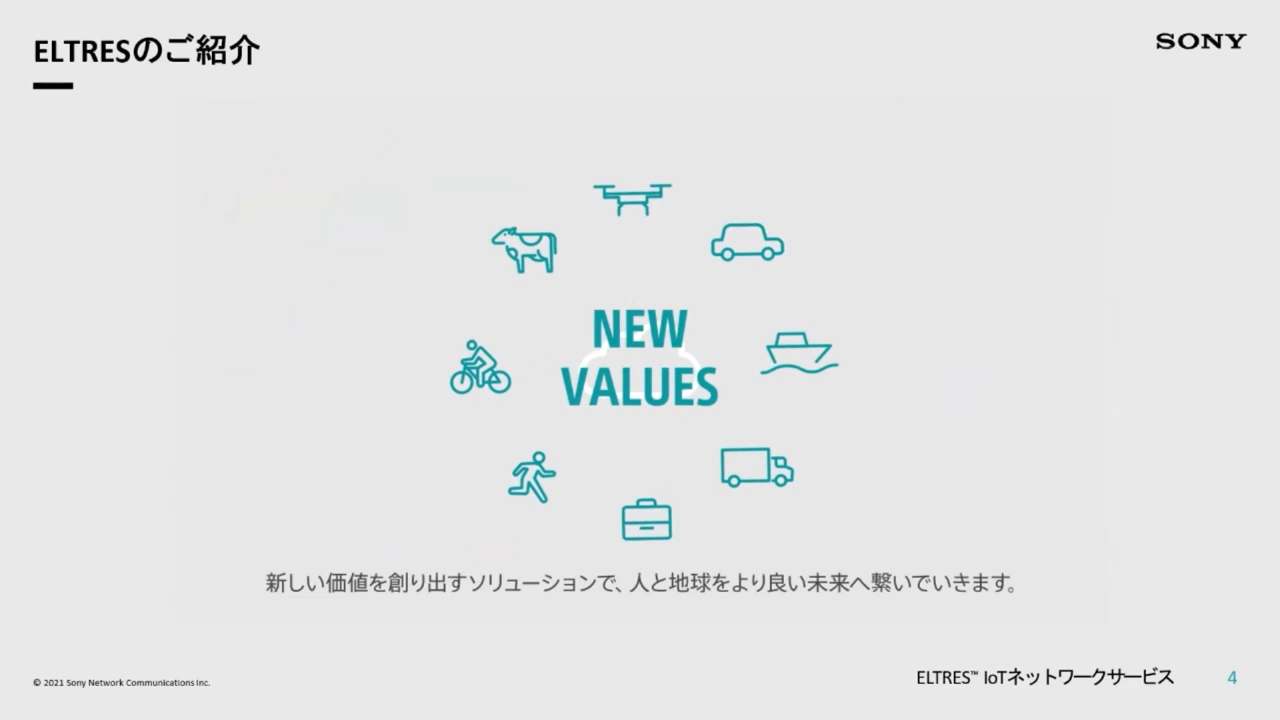 ELTRESのご紹介
SONY
NEW
VALUES
新しい価値を創り出すソリューションで、人と地球をより良い未来へ繋いでいきます。
© 2021 Sony Network Communications Inc.
ELTRES™ IoTネットワークサービス
4